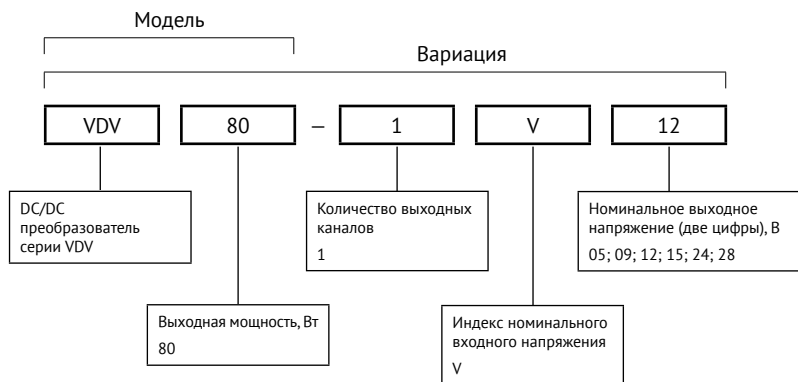 Модель
Вариация
VDV
80
–
1
V
12
DC/DC
преобразователь
серии VDV
Количество выходных
каналов
1
Номинальное выходное
напряжение (две цифры), В
05; 09; 12; 15; 24; 28
Выходная мощность, Вт
80
Индекс номинального
входного напряжения
V